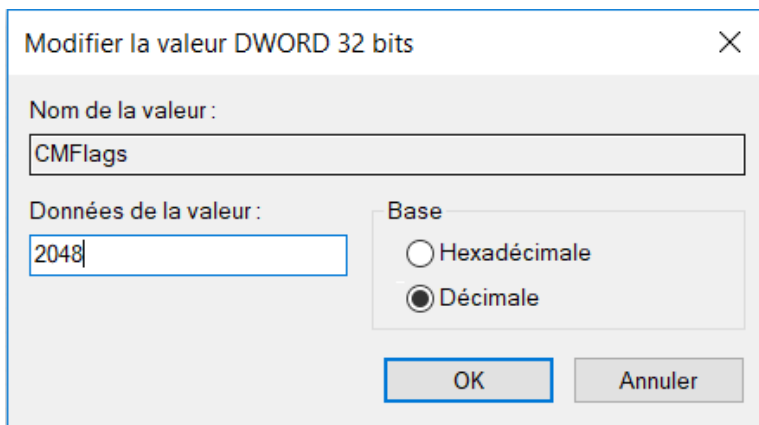 Modifier la valeur DWORD 32 bits
Nom de la valeur :
CMFlags
Données de la valeur :
2048
Base
Hexadécimale
Décimale
OK
Annuler